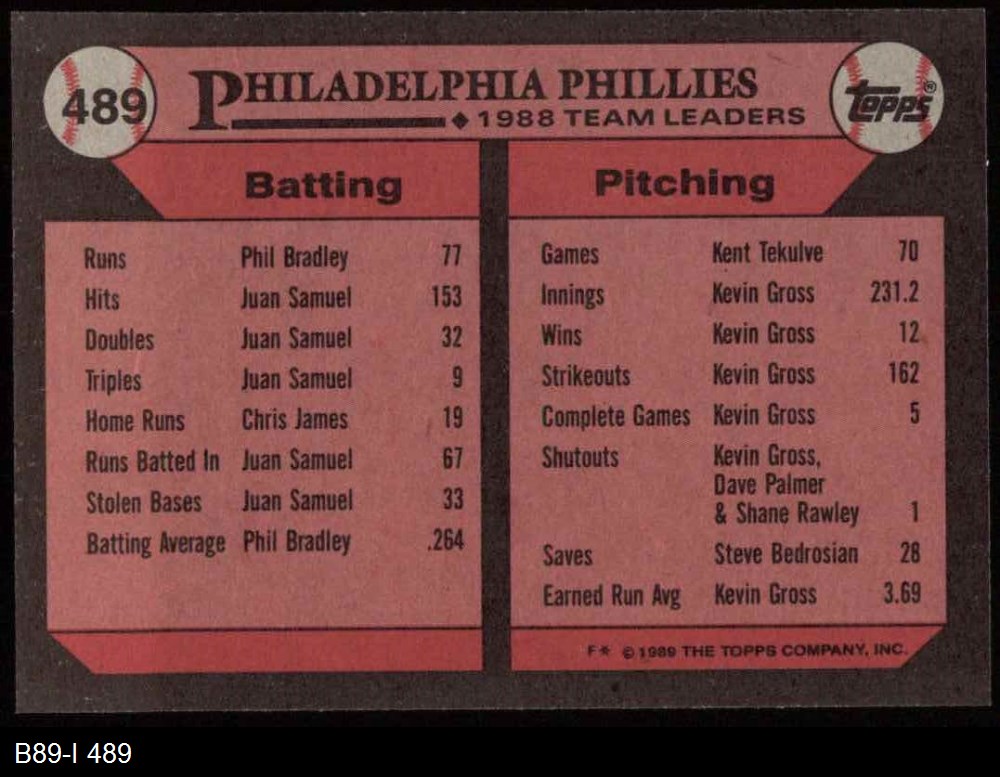 489
PHILADELPHIA PHILLIES
◆ 1988 TEAM LEADERS
Topps®
Batting
Runs Phil Bradley 77
Hits Juan Samuel 153
Doubles Juan Samuel 32
Triples Juan Samuel 9
Home Runs Chris James 19
Runs Batted In Juan Samuel 67
Stolen Bases Juan Samuel 33
Batting Average Phil Bradley .264
Pitching
Games Kent Tekulve 70
Innings Kevin Gross 231.2
Wins Kevin Gross 12
Strikeouts Kevin Gross 162
Complete Games Kevin Gross 5
Shutouts Kevin Gross,
Dave Palmer
& Shane Rawley 1
Saves Steve Bedrosian 28
Earned Run Avg Kevin Gross 3.69
F* © 1989 THE TOPPS COMPANY, INC.
B89-I 489